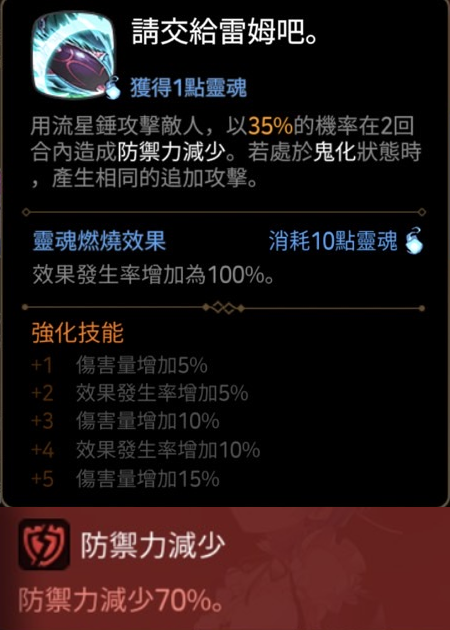 請交給雷姆吧。
獲得1點靈魂
用流星錘攻擊敵人，以35%的機率在2回
合內造成防禦力減少。若處於鬼化狀態時
，產生相同的追加攻擊。
靈魂燃燒效果 消耗10點靈魂
效果發生率增加為100%。
強化技能
+1 傷害量增加5%
+2 效果發生率增加5%
+3 傷害量增加10%
+4 效果發生率增加10%
+5 傷害量增加15%
防禦力減少
防禦力減少70%。